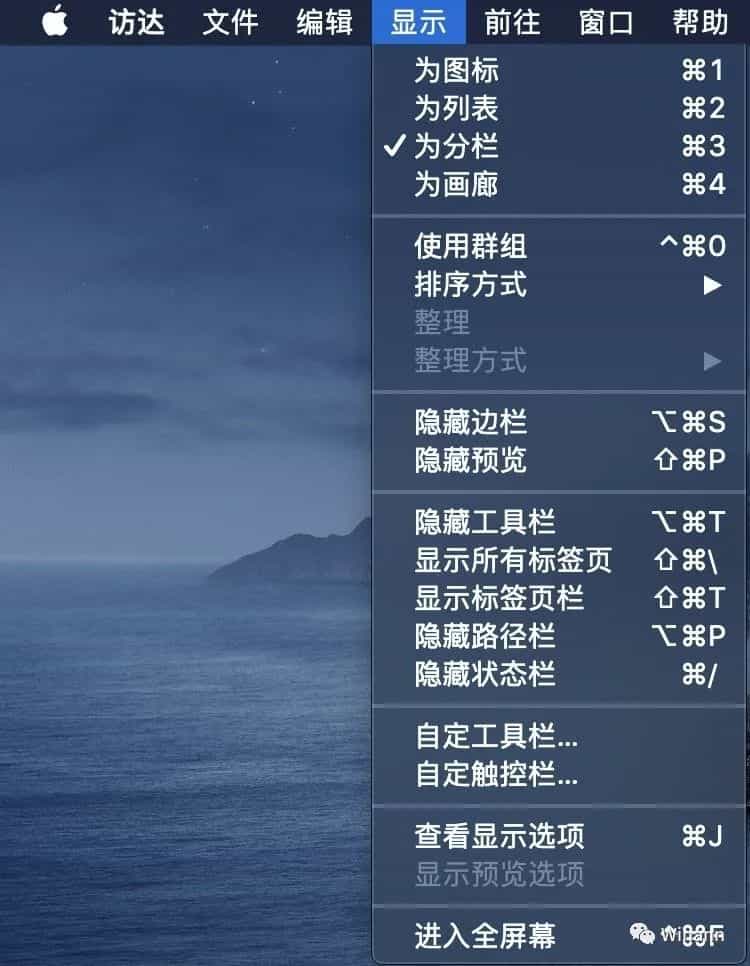 访达 文件 编辑 显示 前往 窗口 帮助
为图标 ⌘1
为列表 ⌘2
✓ 为分栏 ⌘3
为画廊 ⌘4
使用群组 ^⌘0
排序方式 ▶
整理
整理方式 ▶
隐藏边栏 ⌥⌘S
隐藏预览 ⇧⌘P
隐藏工具栏 ⌥⌘T
显示所有标签页 ⇧⌘\
显示标签页栏 ⇧⌘T
隐藏路径栏 ⌥⌘P
隐藏状态栏 ⌘/
自定工具栏...
自定触控栏...
查看显示选项 ⌘J
显示预览选项
进入全屏幕 ^⌘F